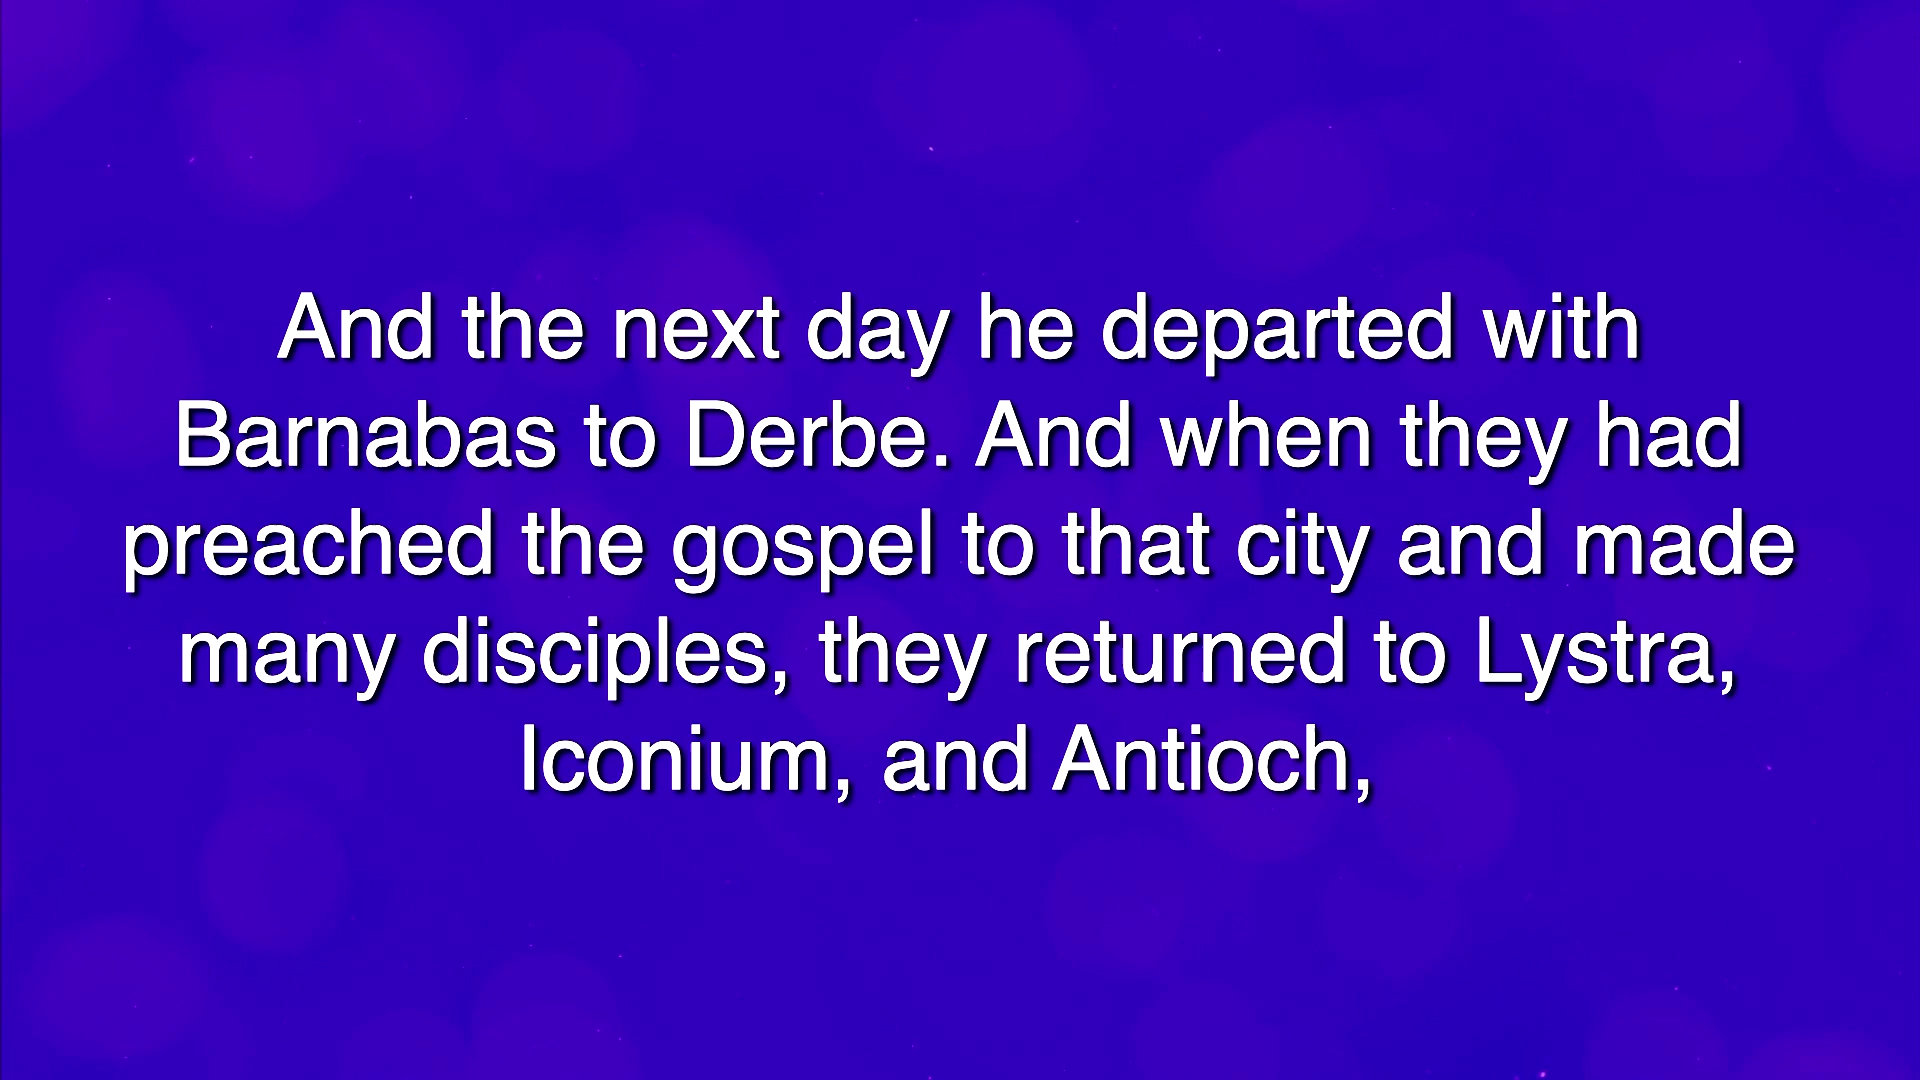 And the next day he departed with
Barnabas to Derbe. And when they had
preached the gospel to that city and made
many disciples, they returned to Lystra,
Iconium, and Antioch,